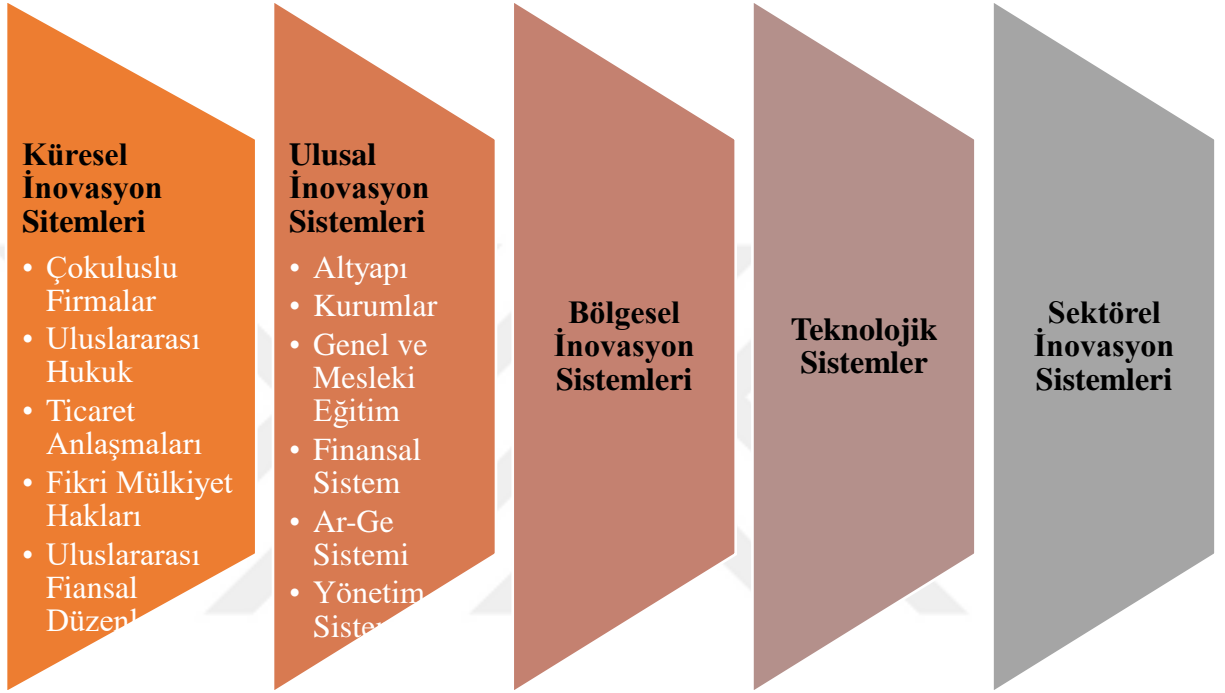 Küresel
İnovasyon
Sitemleri
• Çokuluslu
Firmalar
• Uluslararası
Hukuk
• Ticaret
Anlaşmaları
• Fikri Mülkiyet
Hakları
• Uluslararası
Fiansal
Ulusal
İnovasyon
Sistemleri
• Altyapı
• Kurumlar
• Genel ve
Mesleki
Eğitim
• Finansal
Sistem
• Ar-Ge
Sistemi
• Yönetim
Bölgesel
İnovasyon
Sistemleri
Teknolojik
Sistemler
Sektörel
İnovasyon
Sistemleri